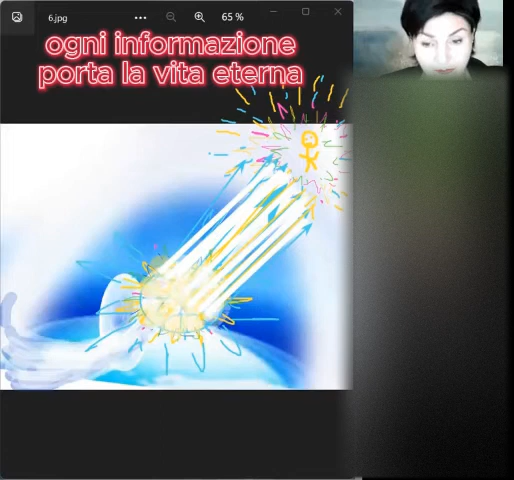 6.jpg
65 %
ogni informazione
porta la vita eterna